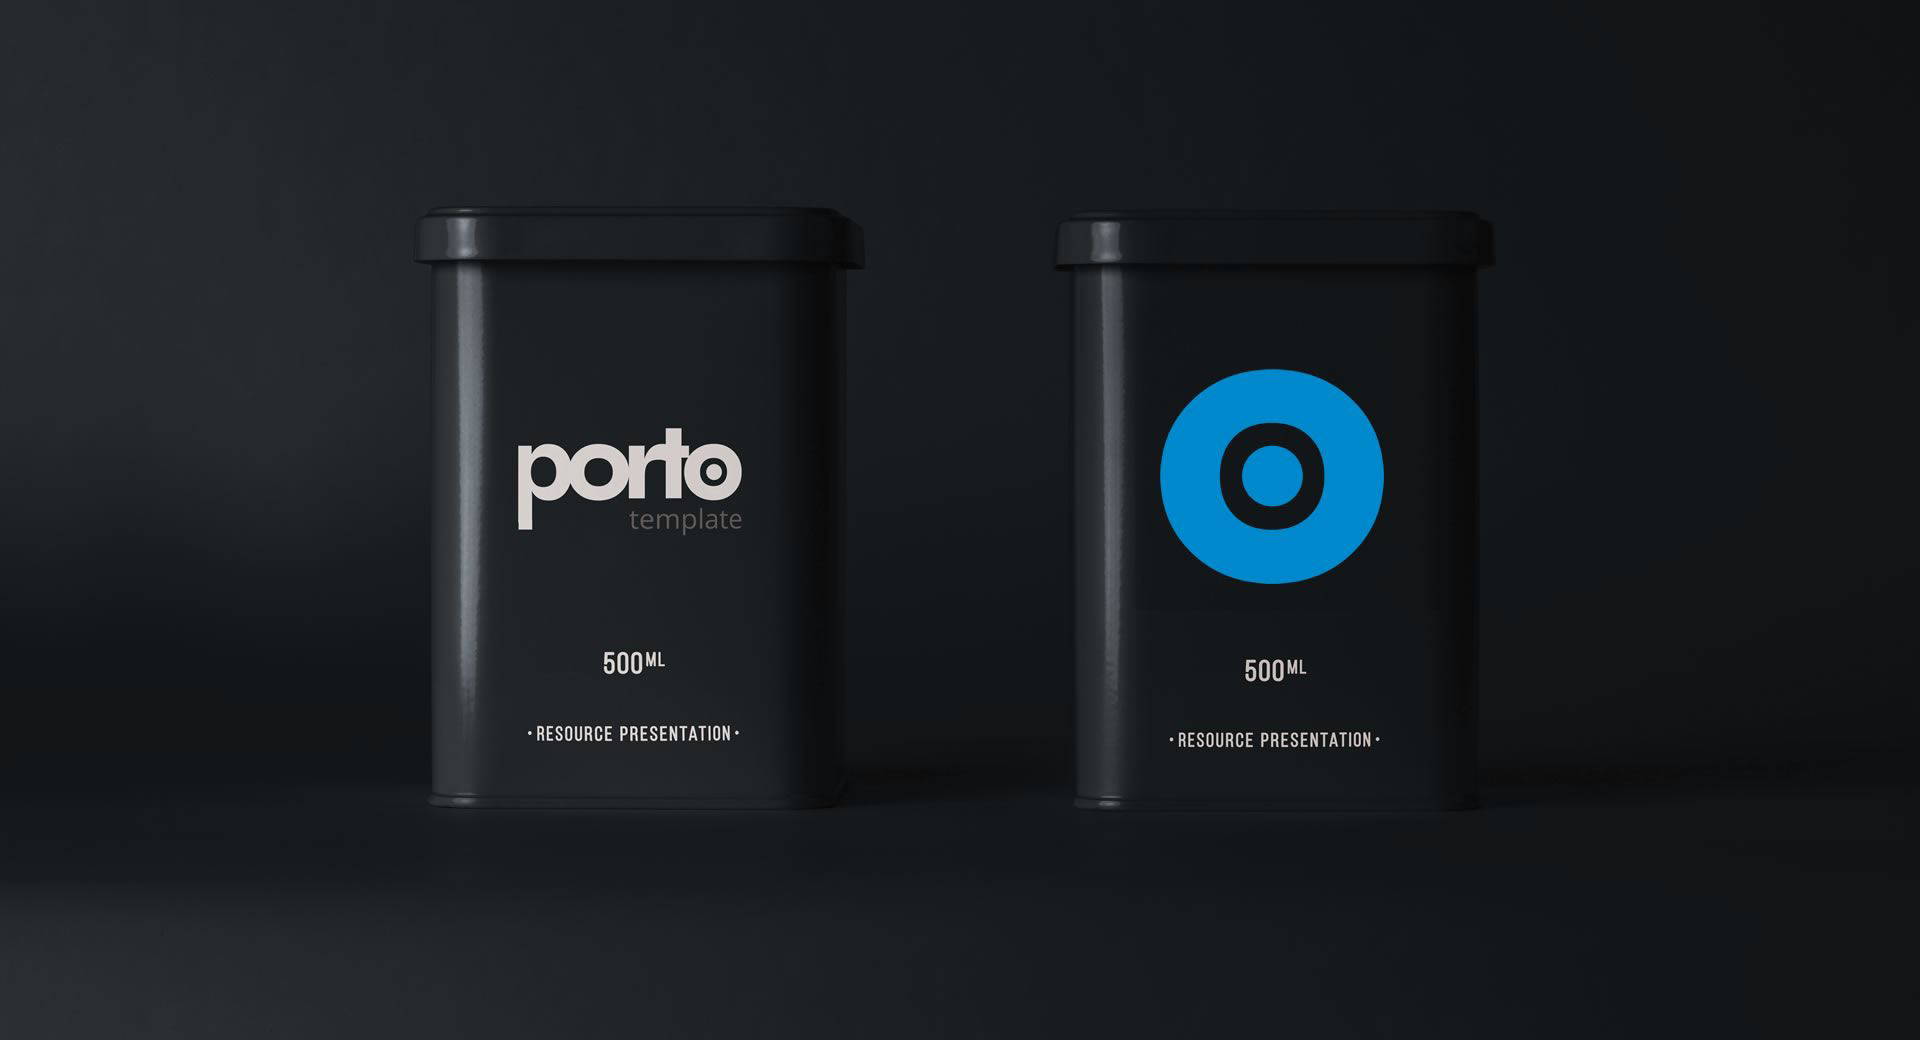 porto
template
500ML
• RESOURCE PRESENTATION •
500ML
• RESOURCE PRESENTATION •